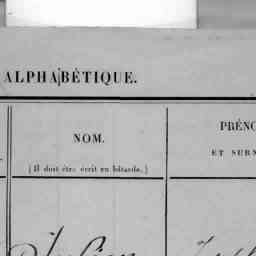 ALPHABÉTIQUE.
NOM.
PRÉNO
ET SURN
(Il doit être écrit en bâtarde.)